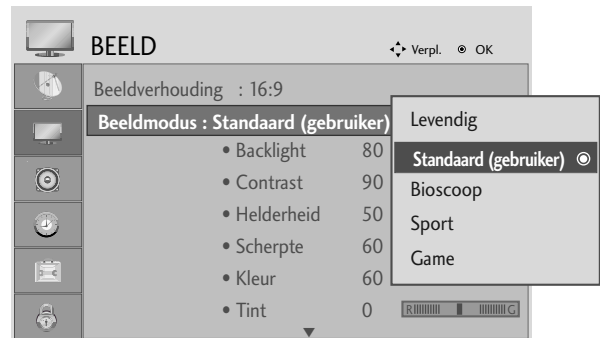 BEELD
Verpl. OK
Beeldverhouding : 16:9
Beeldmodus : Standaard (gebruiker)
• Backlight 80
• Contrast 90
• Helderheid 50
• Scherpte 60
• Kleur 60
• Tint 0 R G
Levendig
Standaard (gebruiker)
Bioscoop
Sport
Game